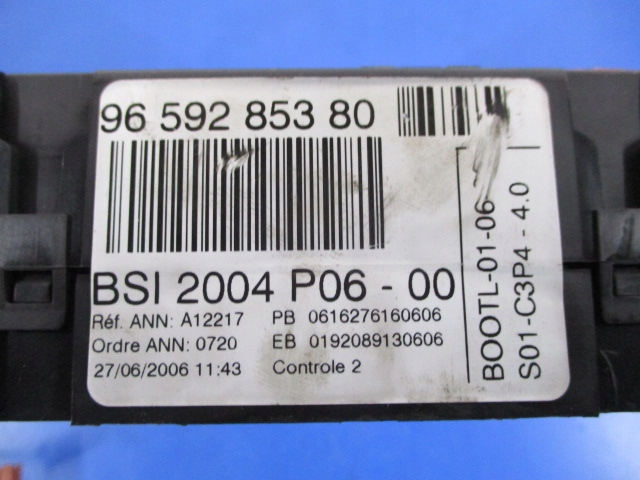 96 592 853 80
BSI 2004 P06 - 00
Réf. ANN: A12217 PB 0616276160606
Ordre ANN: 0720 EB 0192089130606
27/06/2006 11:43 Controle 2
BOOTL-01-06
S01-C3P4 - 4.0